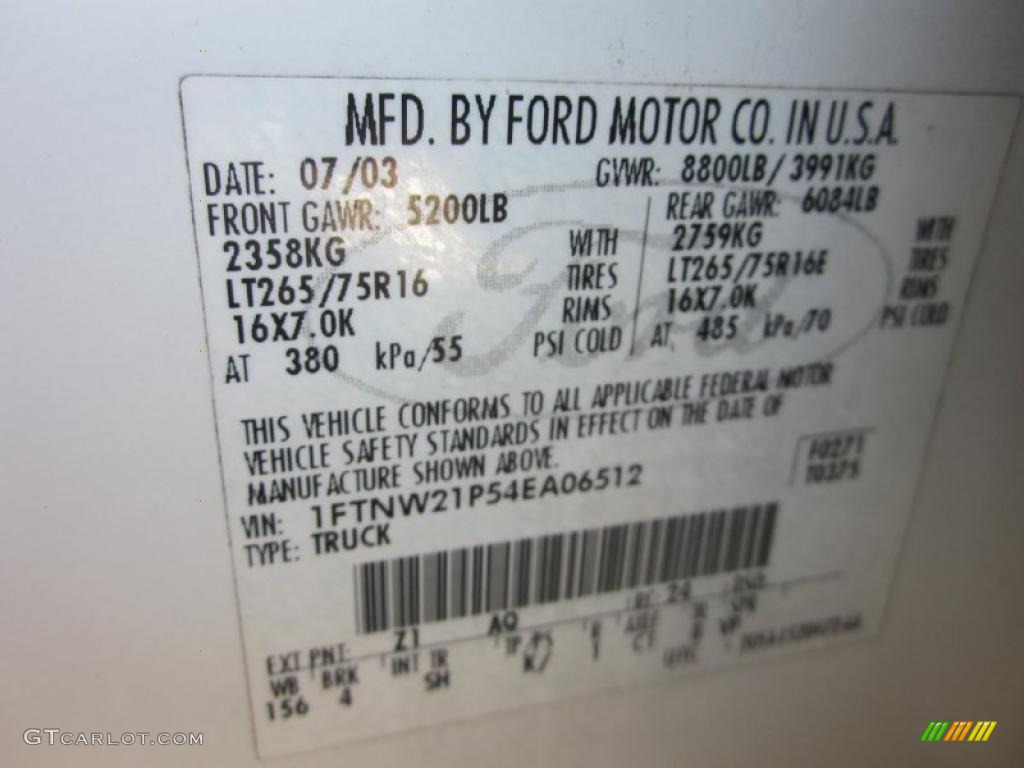 MFD. BY FORD MOTOR CO. IN U.S.A.
DATE: 07/03 GVWR: 8800LB/3991KG
FRONT GAWR: 5200LB REAR GAWR: 6084LB
2358KG WITH 2759KG WITH
LT265/75R16 TIRES LT265/75R16E TIRES
16X7.0K RIMS 16X7.0K RIMS
AT 380 kPa/55 PSI COLD AT 485 kPa/70 PSI COLD
Ford
THIS VEHICLE CONFORMS TO ALL APPLICABLE FEDERAL MOTOR
VEHICLE SAFETY STANDARDS IN EFFECT ON THE DATE OF
MANUFACTURE SHOWN ABOVE.
F0271
T0375
VIN: 1FTNW21P54EA06512
TYPE: TRUCK
EXT PNT: Z1 AQ
WB BRK INT TR
156 4 SH
GTCARLOT.COM